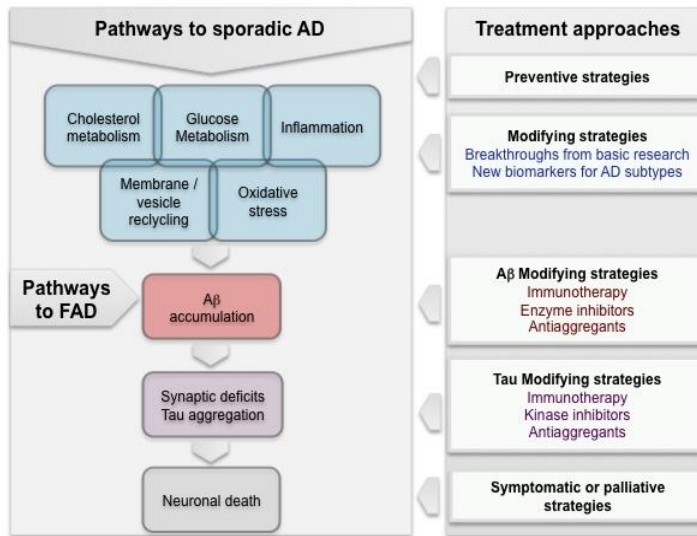 Pathways to sporadic AD
Cholesterol
metabolism
Glucose
Metabolism
Inflammation
Membrane /
vesicle
reclycling
Oxidative
stress
Pathways
to FAD
Aβ
accumulation
Synaptic deficits
Tau aggregation
Neuronal death
Treatment approaches
Preventive strategies
Modifying strategies
Breakthroughs from basic research
New biomarkers for AD subtypes
Aβ Modifying strategies
Immunotherapy
Enzyme inhibitors
Antiaggregants
Tau Modifying strategies
Immunotherapy
Kinase inhibitors
Antiaggregants
Symptomatic or palliative
strategies